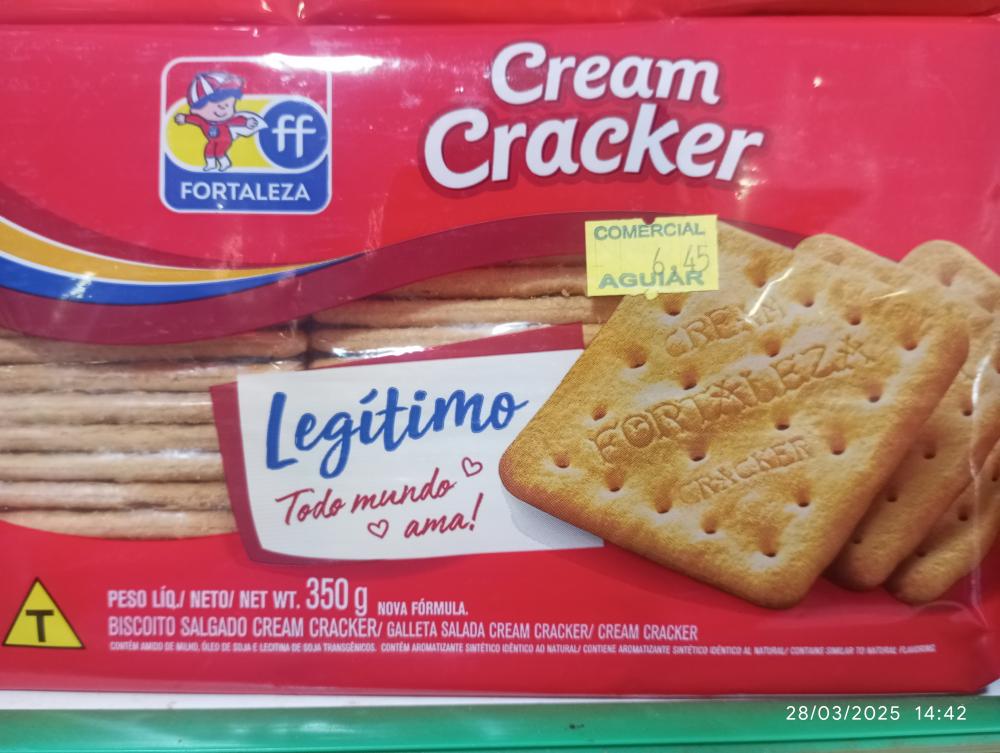 Cream
Cracker
ff
FORTALEZA
COMERCIAL
6.45
AGUIAR
CREAM
FORTALEZA
CRACKER
Legítimo
Todo mundo
ama!
T
PESO LÍQ./ NETO/ NET WT. 350 g NOVA FÓRMULA.
BISCOITO SALGADO CREAM CRACKER/ GALLETA SALADA CREAM CRACKER/ CREAM CRACKER
CONTÉM AMIDO DE MILHO, ÓLEO DE SOJA E LECITINA DE SOJA TRANSGÊNICOS. CONTÉM AROMATIZANTE SINTÉTICO IDÊNTICO AO NATURAL/ CONTIENE AROMATIZANTE SINTÉTICO IDÉNTICO AL NATURAL/ CONTAINS SIMILAR TO NATURAL FLAVORING.
28/03/2025 14:42